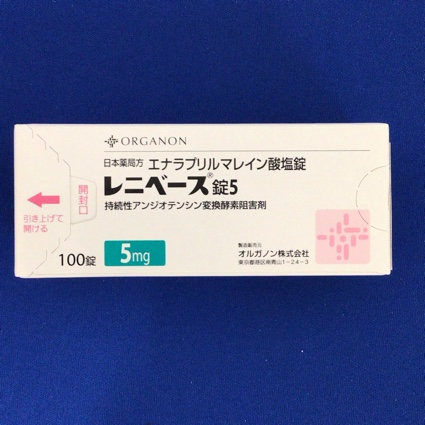 ORGANON
日本薬局方 エナラプリルマレイン酸塩錠
レニベース®錠5
持続性アンジオテンシン変換酵素阻害剤
開封口
引き上げて
開ける
100錠
5mg
製造販売元
オルガノン株式会社
東京都港区南青山1-24-3